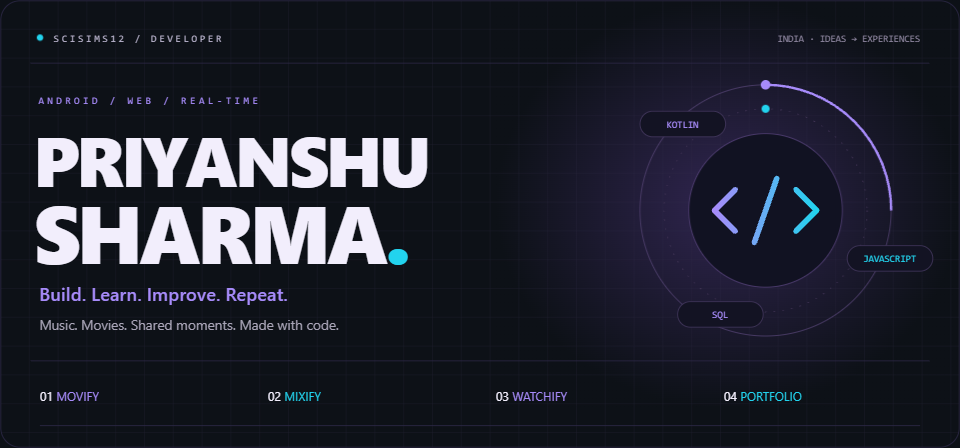 SCISIMS12 / DEVELOPER
INDIA · IDEAS → EXPERIENCES
ANDROID / WEB / REAL-TIME
PRIYANSHU
SHARMA.
Build. Learn. Improve. Repeat.
Music. Movies. Shared moments. Made with code.
KOTLIN
</>
JAVASCRIPT
SQL
01 MOVIFY
02 MIXIFY
03 WATCHIFY
04 PORTFOLIO